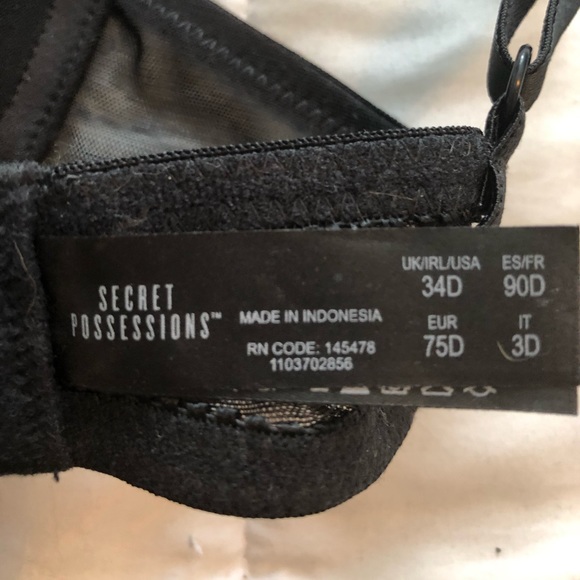 SECRET
POSSESSIONS™
MADE IN INDONESIA
RN CODE: 145478
1103702856
UK/IRL/USA ES/FR
34D 90D
EUR IT
75D 3D